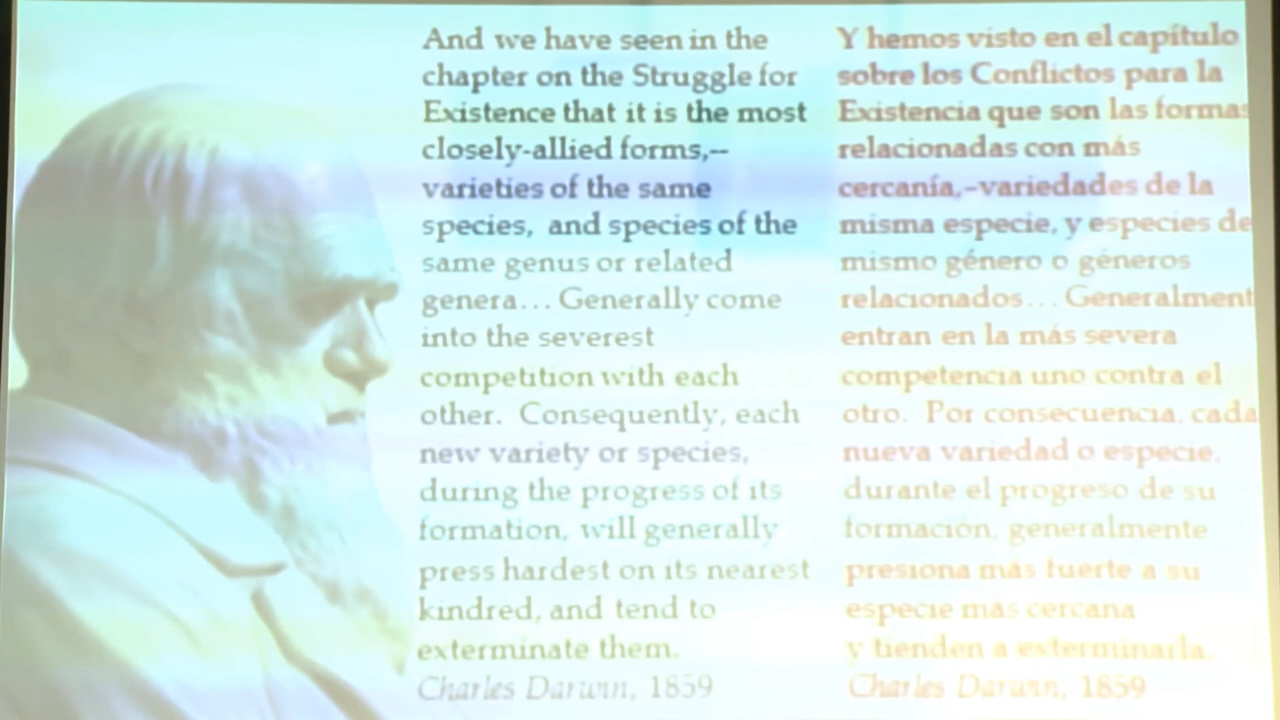 And we have seen in the
chapter on the Struggle for
Existence that it is the most
closely-allied forms,--
varieties of the same
species, and species of the
same genus or related
genera... Generally come
into the severest
competition with each
other. Consequently, each
new variety or species,
during the progress of its
formation, will generally
press hardest on its nearest
kindred, and tend to
exterminate them.
Charles Darwin, 1859
Y hemos visto en el capítulo
sobre los Conflictos para la
Existencia que son las formas
relacionadas con más
cercanía,-variedades de la
misma especie, y especies de
mismo género o géneros
relacionados... Generalment
entran en la más severa
competencia uno contra el
otro. Por consecuencia, cada
nueva variedad o especie,
durante el progreso de su
formación, generalmente
presiona más fuerte a su
especie más cercana
y tienden a exterminarla.
Charles Darwin, 1859